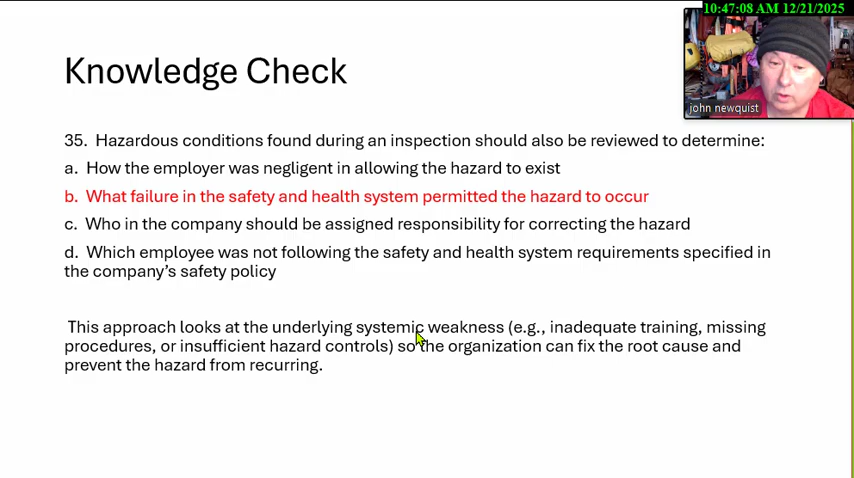 10:47:08 AM 12/21/2025
john newquist
Knowledge Check
35.  Hazardous conditions found during an inspection should also be reviewed to determine:
a.  How the employer was negligent in allowing the hazard to exist
b.  What failure in the safety and health system permitted the hazard to occur
c.  Who in the company should be assigned responsibility for correcting the hazard
d.  Which employee was not following the safety and health system requirements specified in
the company’s safety policy
This approach looks at the underlying systemic weakness (e.g., inadequate training, missing
procedures, or insufficient hazard controls) so the organization can fix the root cause and
prevent the hazard from recurring.